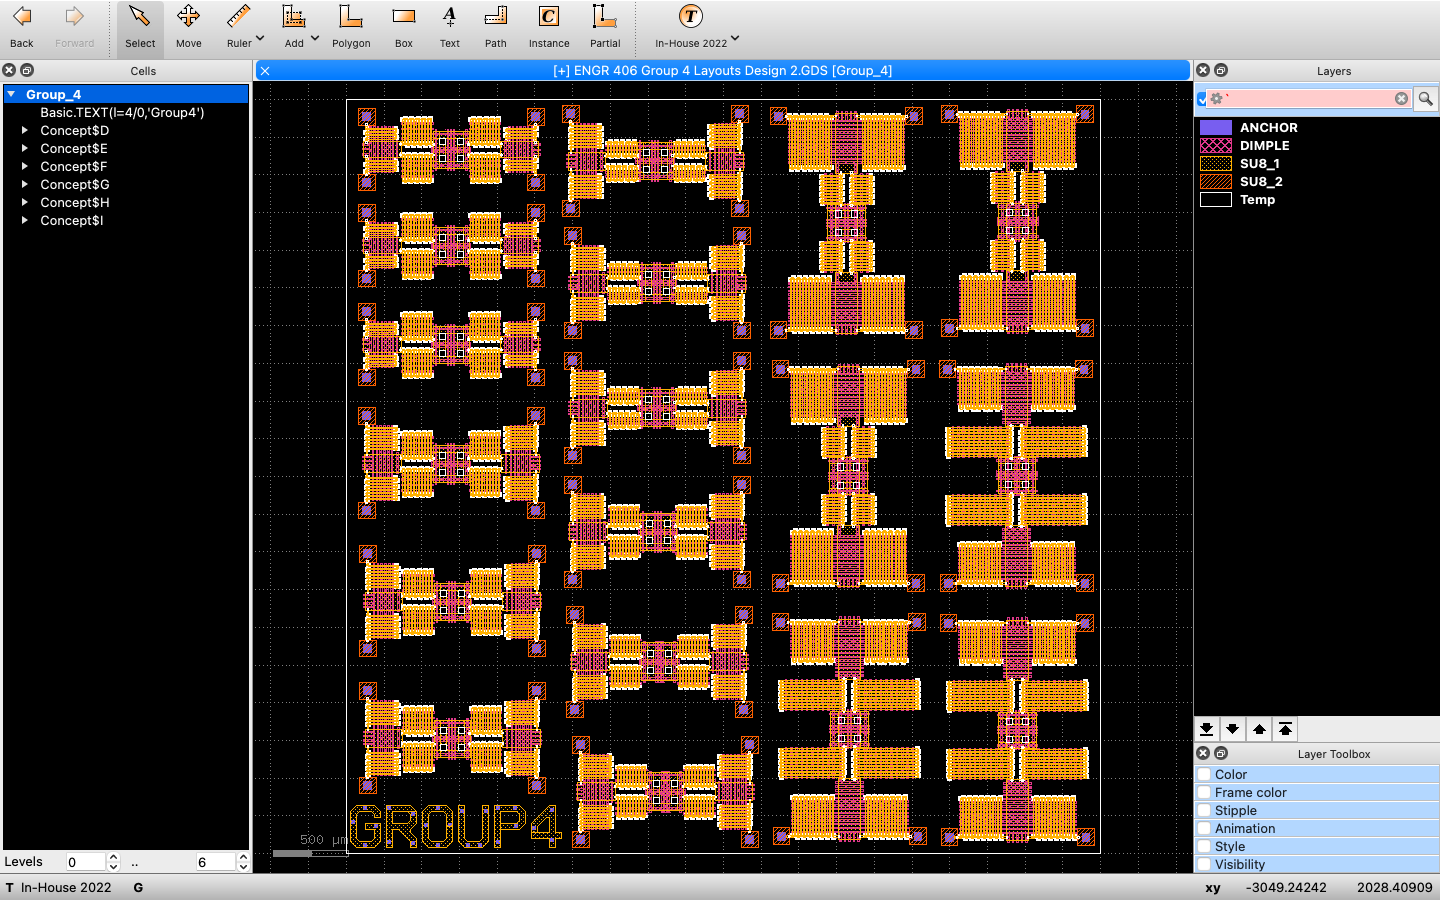 Back
Forward
Select
Move
Ruler
Add
Polygon
Box
A
Text
Path
C
Instance
Partial
T
In-House 2022
Cells
[+] ENGR 406 Group 4 Layouts Design 2.GDS [Group_4]
Layers
Group_4
Basic.TEXT(l=4/0,'Group4')
Concept$D
Concept$E
Concept$F
Concept$G
Concept$H
Concept$I
ANCHOR
DIMPLE
SU8_1
SU8_2
Temp
500 µm
GROUP4
Layer Toolbox
Color
Frame color
Stipple
Animation
Style
Visibility
Levels 0 .. 6
T In-House 2022 G
xy -3049.24242 2028.40909